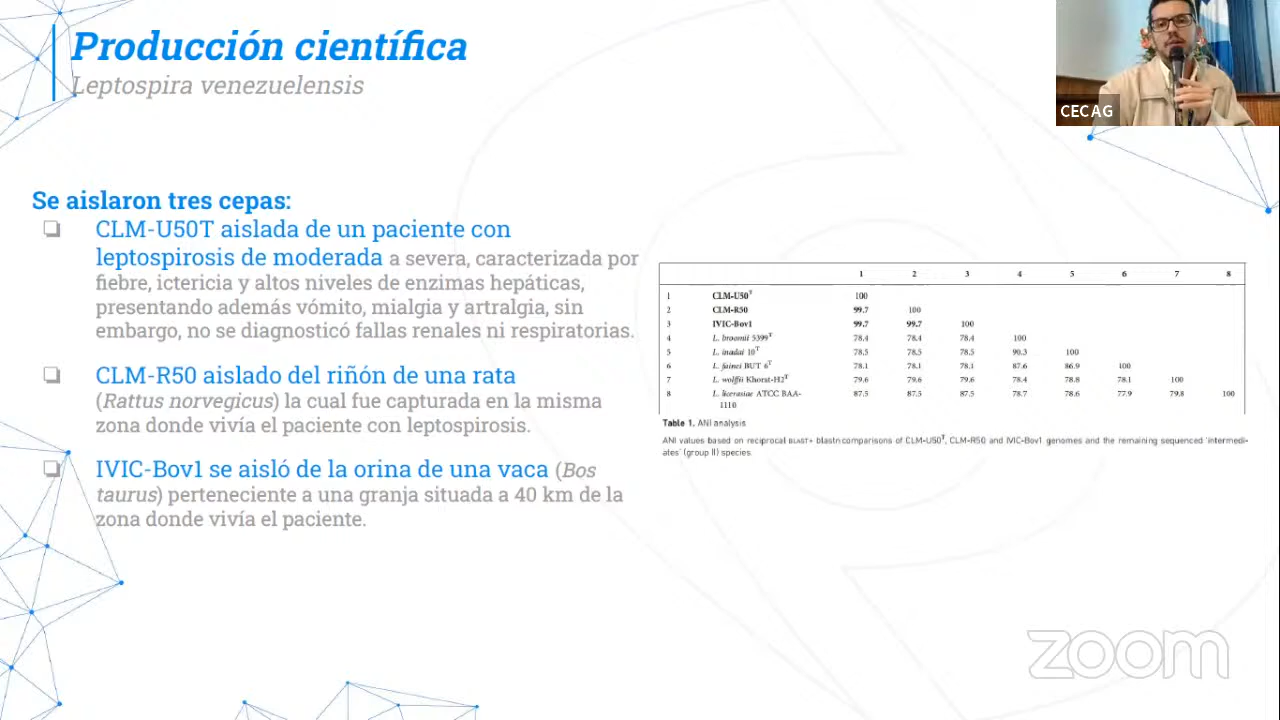 Producción científica
Leptospira venezuelensis
CECAG
Se aislaron tres cepas:
❏ CLM-U50T aislada de un paciente con
leptospirosis de moderada a severa, caracterizada por
fiebre, ictericia y altos niveles de enzimas hepáticas,
presentando además vómito, mialgia y artralgia, sin
embargo, no se diagnosticó fallas renales ni respiratorias.
❏ CLM-R50 aislado del riñón de una rata
(Rattus norvegicus) la cual fue capturada en la misma
zona donde vivía el paciente con leptospirosis.
❏ IVIC-Bov1 se aisló de la orina de una vaca (Bos
taurus) perteneciente a una granja situada a 40 km de la
zona donde vivía el paciente.
1 2 3 4 5 6 7 8
1 CLM-U50T 100
2 CLM-R50 99.7 100
3 IVIC-Bov1 99.7 99.7 100
4 L. broomii 5399T 78.4 78.4 78.4 100
5 L. inadai 10T 78.5 78.5 78.5 90.3 100
6 L. fainei BUT 6T 78.1 78.1 78.1 87.6 86.9 100
7 L. wolffii Khorat-H2T 79.6 79.6 79.6 78.4 78.8 78.1 100
8 L. licerasiae ATCC BAA- 87.5 87.5 87.5 78.7 78.6 77.9 79.8 100
1110
Table 1. ANI analysis
ANI values based on reciprocal BLAST+ blastn comparisons of CLM-U50T, CLM-R50 and IVIC-Bov1 genomes and the remaining sequenced 'intermedi-
ates' (group II) species.
zoom